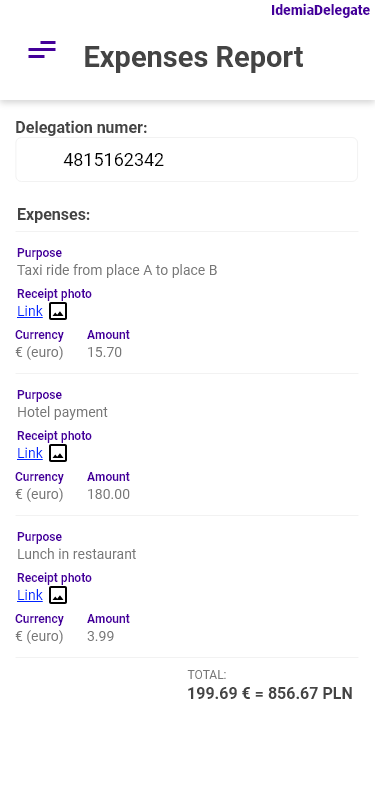 IdemiaDelegate
Expenses Report
Delegation numer:
4815162342
Expenses:
Purpose
Taxi ride from place A to place B
Receipt photo
Link
Currency Amount
€ (euro) 15.70
Purpose
Hotel payment
Receipt photo
Link
Currency Amount
€ (euro) 180.00
Purpose
Lunch in restaurant
Receipt photo
Link
Currency Amount
€ (euro) 3.99
TOTAL:
199.69 € = 856.67 PLN